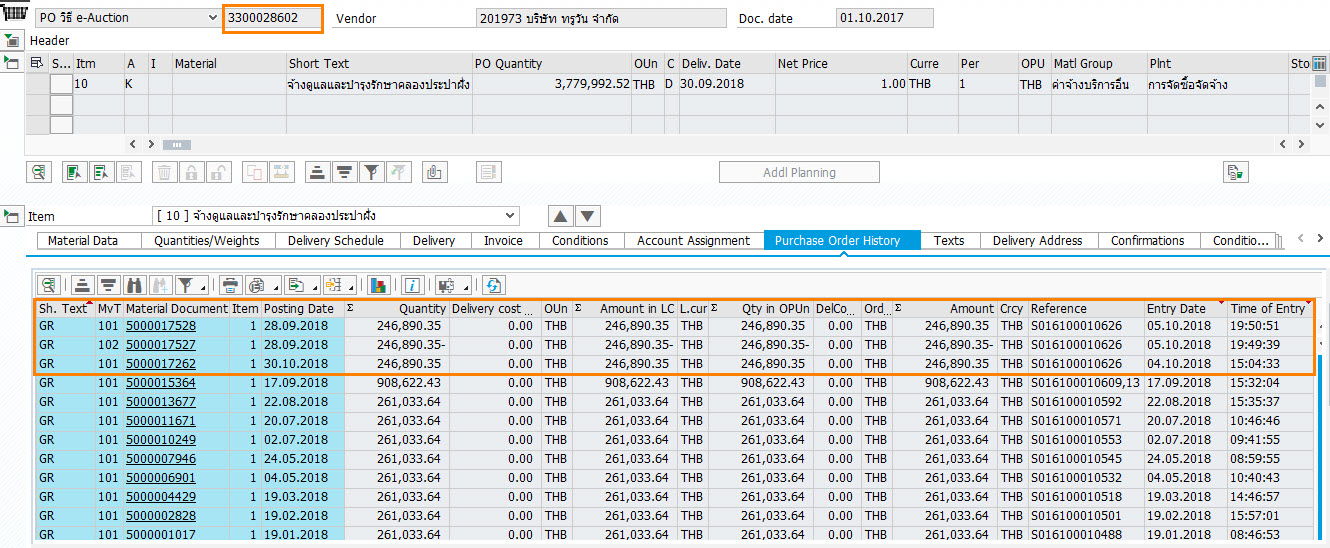 PO วิธี e-Auction 3300028602 Vendor 201973 บริษัท ทรูวัน จำกัด Doc. date 01.10.2017
Header
S... Itm A I Material Short Text PO Quantity OUn C Deliv. Date Net Price Curre Per OPU Matl Group Plnt Sto
10 K จ้างดูแลและบำรุงรักษาคลองประปาฝั่ง 3,779,992.52 THB D 30.09.2018 1.00 THB 1 THB ค่าจ้างบริการอื่น การจัดซื้อจัดจ้าง
Addl Planning
Item [ 10 ] จ้างดูแลและบำรุงรักษาคลองประปาฝั่ง
Material Data Quantities/Weights Delivery Schedule Delivery Invoice Conditions Account Assignment Purchase Order History Texts Delivery Address Confirmations Conditio...
Sh. Text MvT Material Document Item Posting Date Σ Quantity Delivery cost ... OUn Σ Amount in LC L.cur Σ Qty in OPUn DelCo... Ord... Σ Amount Crcy Reference Entry Date Time of Entry
GR 101 5000017528 1 28.09.2018 246,890.35 0.00 THB 246,890.35 THB 246,890.35 0.00 THB 246,890.35 THB S016100010626 05.10.2018 19:50:51
GR 102 5000017527 1 28.09.2018 246,890.35- 0.00 THB 246,890.35- THB 246,890.35- 0.00 THB 246,890.35- THB S016100010626 05.10.2018 19:49:39
GR 101 5000017262 1 30.10.2018 246,890.35 0.00 THB 246,890.35 THB 246,890.35 0.00 THB 246,890.35 THB S016100010626 04.10.2018 15:04:33
GR 101 5000015364 1 17.09.2018 908,622.43 0.00 THB 908,622.43 THB 908,622.43 0.00 THB 908,622.43 THB S016100010609,13 17.09.2018 15:32:04
GR 101 5000013677 1 22.08.2018 261,033.64 0.00 THB 261,033.64 THB 261,033.64 0.00 THB 261,033.64 THB S016100010592 22.08.2018 15:35:37
GR 101 5000011671 1 20.07.2018 261,033.64 0.00 THB 261,033.64 THB 261,033.64 0.00 THB 261,033.64 THB S016100010571 20.07.2018 10:46:46
GR 101 5000010249 1 02.07.2018 261,033.64 0.00 THB 261,033.64 THB 261,033.64 0.00 THB 261,033.64 THB S016100010553 02.07.2018 09:41:55
GR 101 5000007946 1 24.05.2018 261,033.64 0.00 THB 261,033.64 THB 261,033.64 0.00 THB 261,033.64 THB S016100010545 24.05.2018 08:59:55
GR 101 5000006901 1 04.05.2018 261,033.64 0.00 THB 261,033.64 THB 261,033.64 0.00 THB 261,033.64 THB S016100010532 04.05.2018 10:40:43
GR 101 5000004429 1 19.03.2018 261,033.64 0.00 THB 261,033.64 THB 261,033.64 0.00 THB 261,033.64 THB S016100010518 19.03.2018 14:46:57
GR 101 5000002828 1 19.02.2018 261,033.64 0.00 THB 261,033.64 THB 261,033.64 0.00 THB 261,033.64 THB S016100010501 19.02.2018 15:57:01
GR 101 5000001017 1 19.01.2018 261,033.64 0.00 THB 261,033.64 THB 261,033.64 0.00 THB 261,033.64 THB S016100010488 19.01.2018 19:46:53